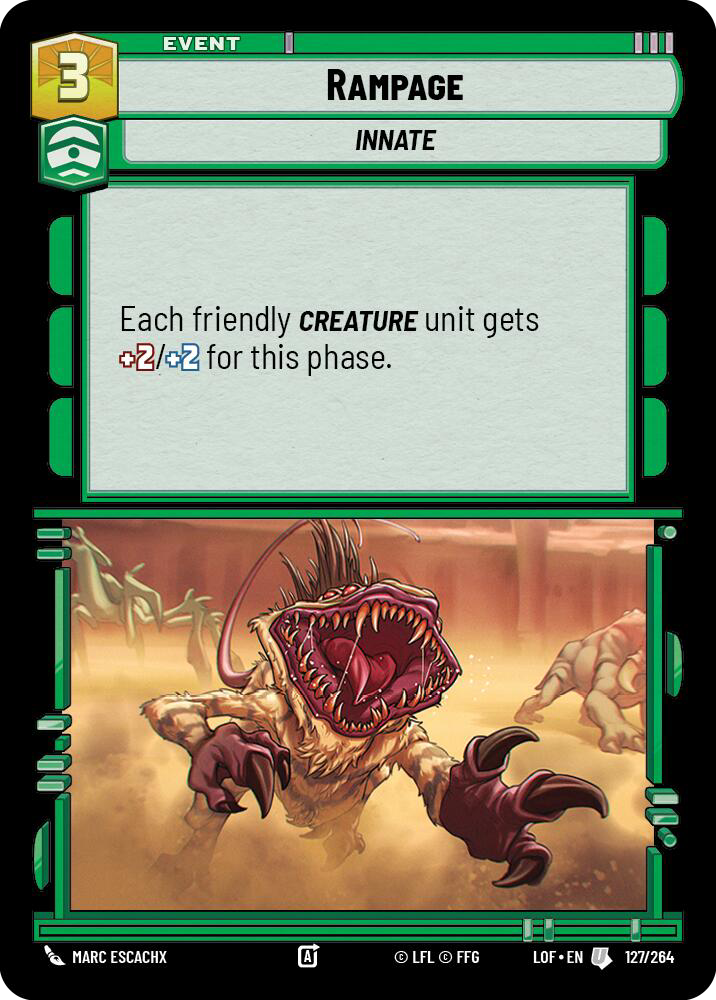 EVENT
3
RAMPAGE
INNATE
Each friendly CREATURE unit gets
+2/+2 for this phase.
MARC ESCACHX
A
© LFL © FFG
LOF • EN
U
127/264